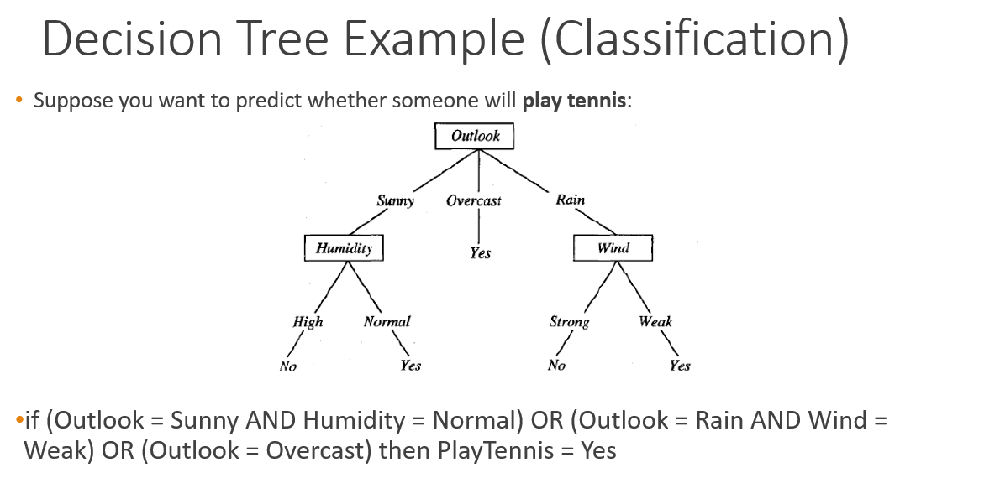 Decision Tree Example (Classification)
• Suppose you want to predict whether someone will play tennis:
Outlook
Sunny Overcast Rain
Humidity Yes Wind
High Normal Strong Weak
No Yes No Yes
•if (Outlook = Sunny AND Humidity = Normal) OR (Outlook = Rain AND Wind =
Weak) OR (Outlook = Overcast) then PlayTennis = Yes